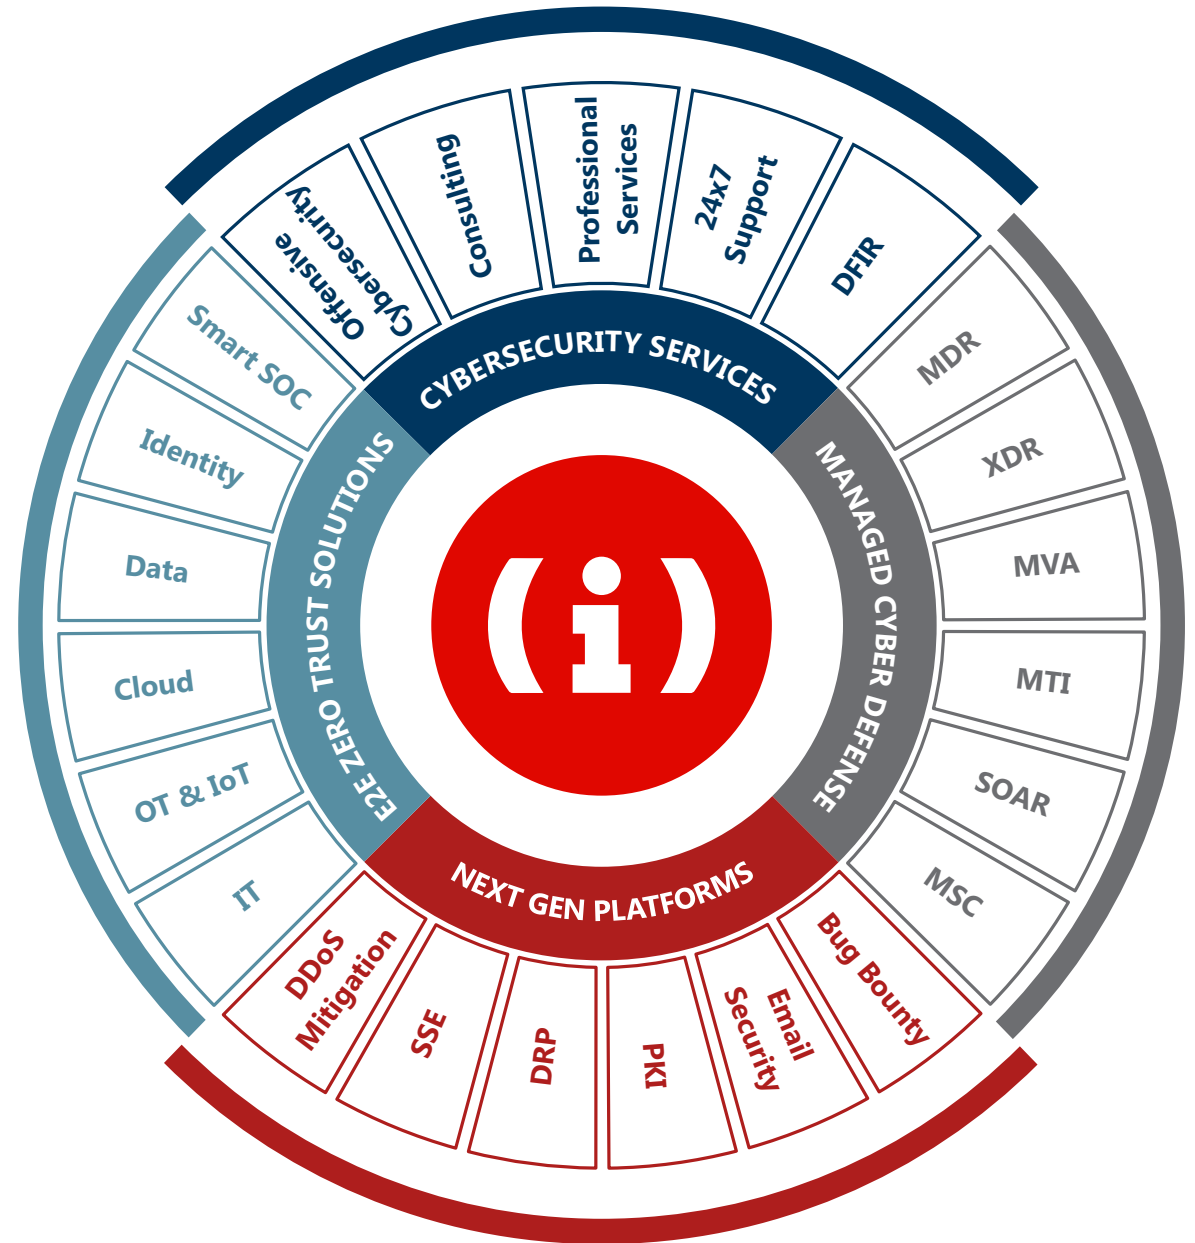 CYBERSECURITY SERVICES
Offensive
Cybersecurity
Consulting
Professional
Services
24x7
Support
DFIR
MANAGED CYBER DEFENSE
MDR
XDR
MVA
MTI
SOAR
MSC
NEXT GEN PLATFORMS
Bug Bounty
Email
Security
PKI
DRP
SSE
DDoS
Mitigation
E2E ZERO TRUST SOLUTIONS
IT
OT & IoT
Cloud
Data
Identity
Smart SOC
(i)